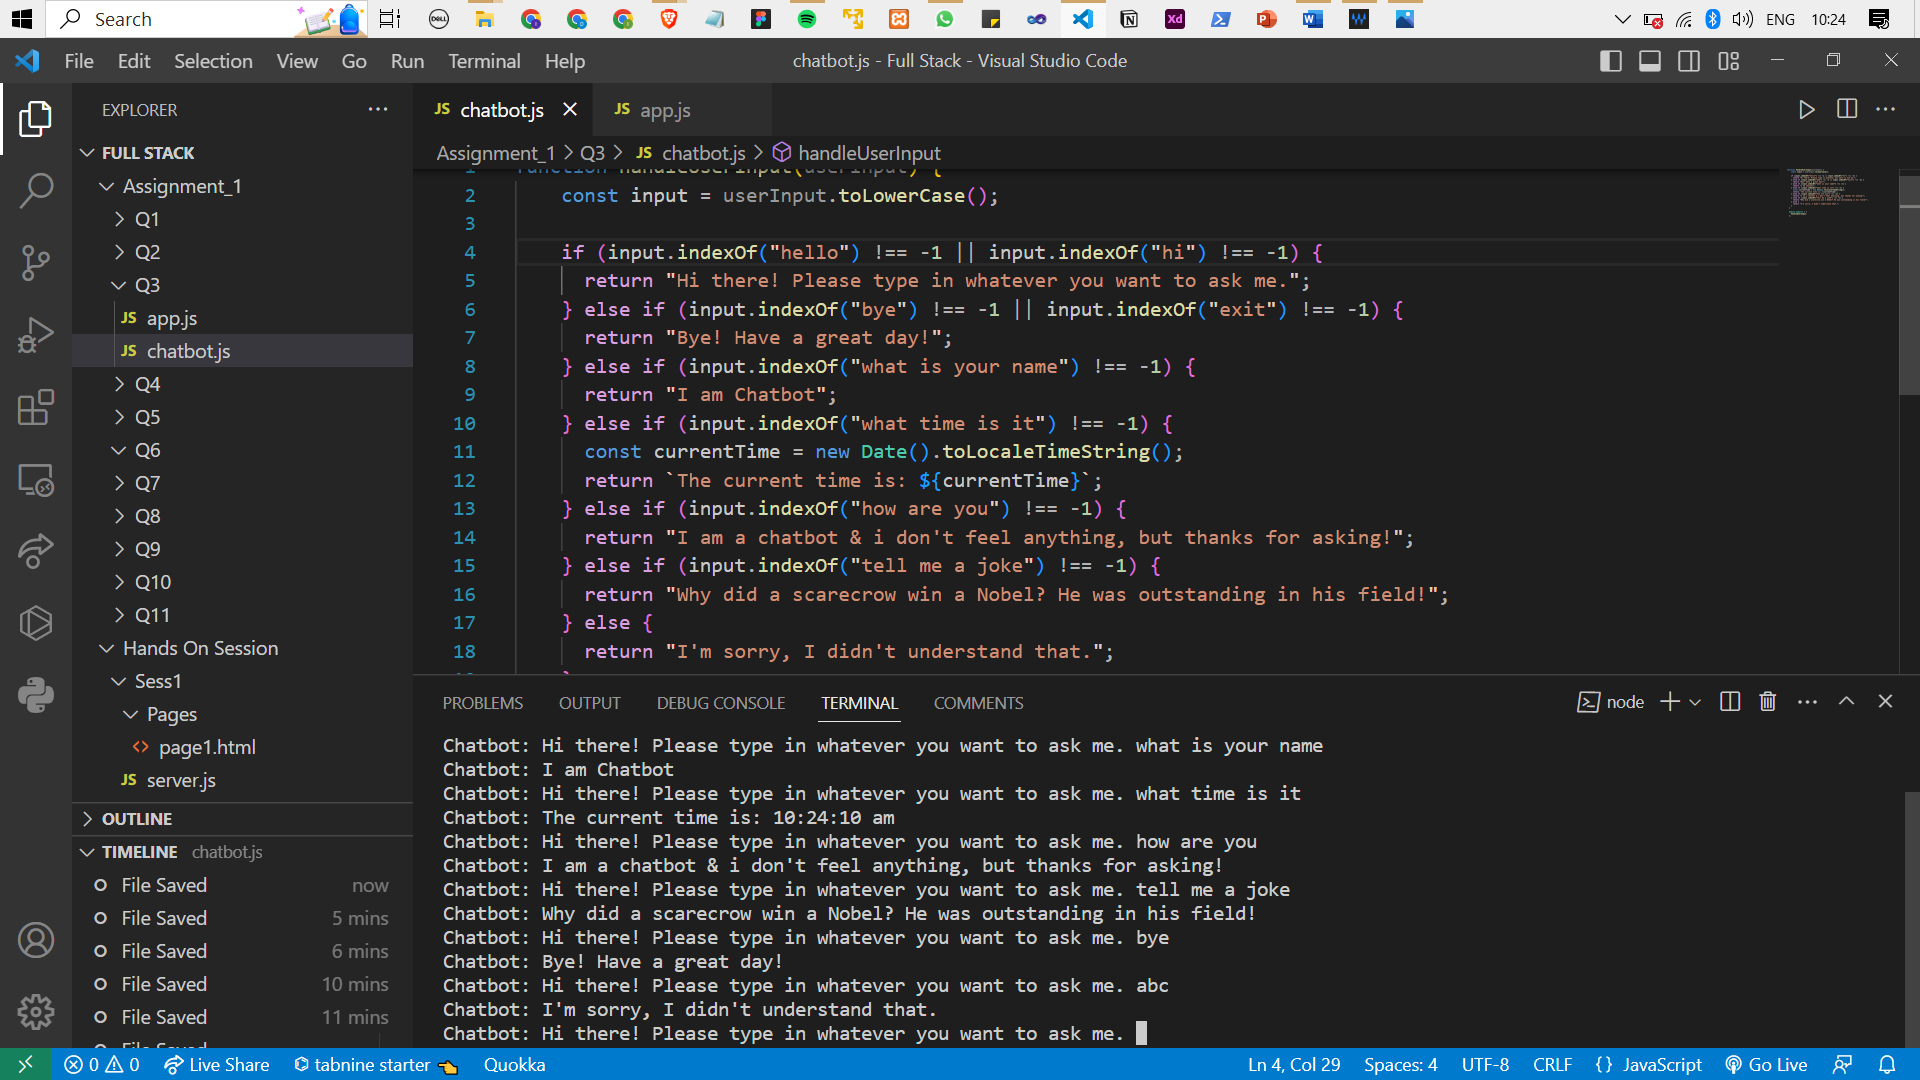 Search
ENG
10:24
File Edit Selection View Go Run Terminal Help
chatbot.js - Full Stack - Visual Studio Code
EXPLORER
FULL STACK
Assignment_1
Q1
Q2
Q3
JS app.js
JS chatbot.js
Q4
Q5
Q6
Q7
Q8
Q9
Q10
Q11
Hands On Session
Sess1
Pages
<> page1.html
JS server.js
OUTLINE
TIMELINE chatbot.js
File Saved now
File Saved 5 mins
File Saved 6 mins
File Saved 10 mins
File Saved 11 mins
JS chatbot.js
JS app.js
Assignment_1 > Q3 > JS chatbot.js > handleUserInput
1 function handleUserInput(userInput) {
2 const input = userInput.toLowerCase();
3
4 if (input.indexOf("hello") !== -1 || input.indexOf("hi") !== -1) {
5 return "Hi there! Please type in whatever you want to ask me.";
6 } else if (input.indexOf("bye") !== -1 || input.indexOf("exit") !== -1) {
7 return "Bye! Have a great day!";
8 } else if (input.indexOf("what is your name") !== -1) {
9 return "I am Chatbot";
10 } else if (input.indexOf("what time is it") !== -1) {
11 const currentTime = new Date().toLocaleTimeString();
12 return `The current time is: ${currentTime}`;
13 } else if (input.indexOf("how are you") !== -1) {
14 return "I am a chatbot & i don't feel anything, but thanks for asking!";
15 } else if (input.indexOf("tell me a joke") !== -1) {
16 return "Why did a scarecrow win a Nobel? He was outstanding in his field!";
17 } else {
18 return "I'm sorry, I didn't understand that.";
PROBLEMS OUTPUT DEBUG CONSOLE TERMINAL COMMENTS
node
Chatbot: Hi there! Please type in whatever you want to ask me. what is your name
Chatbot: I am Chatbot
Chatbot: Hi there! Please type in whatever you want to ask me. what time is it
Chatbot: The current time is: 10:24:10 am
Chatbot: Hi there! Please type in whatever you want to ask me. how are you
Chatbot: I am a chatbot & i don't feel anything, but thanks for asking!
Chatbot: Hi there! Please type in whatever you want to ask me. tell me a joke
Chatbot: Why did a scarecrow win a Nobel? He was outstanding in his field!
Chatbot: Hi there! Please type in whatever you want to ask me. bye
Chatbot: Bye! Have a great day!
Chatbot: Hi there! Please type in whatever you want to ask me. abc
Chatbot: I'm sorry, I didn't understand that.
Chatbot: Hi there! Please type in whatever you want to ask me.
0 0 Live Share tabnine starter Quokka
Ln 4, Col 29 Spaces: 4 UTF-8 CRLF {} JavaScript Go Live